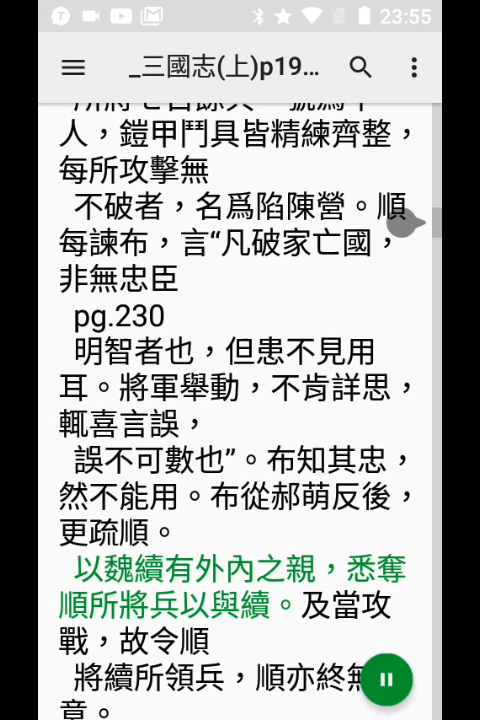 23:55
_三國志(上)p19...
人，鎧甲鬥具皆精練齊整，
每所攻擊無
不破者，名爲陷陳營。順
每諫布，言“凡破家亡國，
非無忠臣
pg.230
明智者也，但患不見用
耳。將軍舉動，不肯詳思，
輒喜言誤，
誤不可數也”。布知其忠，
然不能用。布從郝萌反後，
更疏順。
以魏續有外內之親，悉奪
順所將兵以與續。及當攻
戰，故令順
將續所領兵，順亦終無
意。